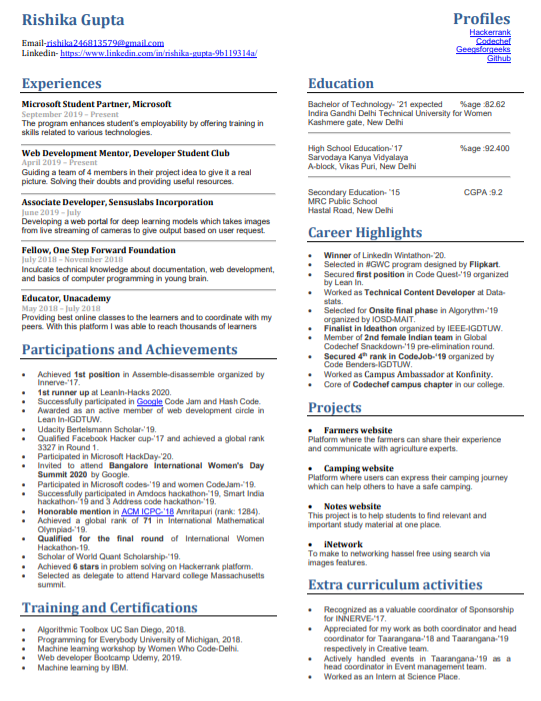 Rishika Gupta
Email-rishika246813579@gmail.com
Linkedin- https://www.linkedin.com/in/rishika-gupta-9b119314a/
Profiles
Hackerrank
Codechef
Geegsforgeeks
Github
Experiences
Microsoft Student Partner, Microsoft
September 2019 – Present
The program enhances student's employability by offering training in
skills related to various technologies.
Web Development Mentor, Developer Student Club
April 2019 – Present
Guiding a team of 4 members in their project idea to give it a real
picture. Solving their doubts and providing useful resources.
Associate Developer, Sensuslabs Incorporation
June 2019 – July
Developing a web portal for deep learning models which takes images
from live streaming of cameras to give output based on user request.
Fellow, One Step Forward Foundation
July 2018 – November 2018
Inculcate technical knowledge about documentation, web development,
and basics of computer programming in young brain.
Educator, Unacademy
May 2018 – July 2018
Providing best online classes to the learners and to coordinate with my
peers. With this platform I was able to reach thousands of learners
Participations and Achievements
• Achieved 1st position in Assemble-disassemble organized by
Innerve-'17.
• 1st runner up at LeanIn-Hacks 2020.
• Successfully participated in Google Code Jam and Hash Code.
• Awarded as an active member of web development circle in
Lean In-IGDTUW.
• Udacity Bertelsmann Scholar-'19.
• Qualified Facebook Hacker cup-'17 and achieved a global rank
3327 in Round 1.
• Participated in Microsoft HackDay-'20.
• Invited to attend Bangalore International Women's Day
Summit 2020 by Google.
• Participated in Microsoft codes-'19 and women CodeJam-'19.
• Successfully participated in Amdocs hackathon-'19, Smart India
hackathon-'19 and 3 Address code hackathon-'19.
• Honorable mention in ACM ICPC-'18 Amritapuri (rank: 1284).
• Achieved a global rank of 71 in International Mathematical
Olympiad-'19.
• Qualified for the final round of International Women
Hackathon-'19.
• Scholar of World Quant Scholarship-'19.
• Achieved 6 stars in problem solving on Hackerrank platform.
• Selected as delegate to attend Harvard college Massachusetts
summit.
Training and Certifications
• Algorithmic Toolbox UC San Diego, 2018.
• Programming for Everybody University of Michigan, 2018.
• Machine learning workshop by Women Who Code-Delhi.
• Web developer Bootcamp Udemy, 2019.
• Machine learning by IBM.
Education
Bachelor of Technology- '21 expected %age :82.62
Indira Gandhi Delhi Technical University for Women
Kashmere gate, New Delhi
High School Education-'17 %age :92.400
Sarvodaya Kanya Vidyalaya
A-block, Vikas Puri, New Delhi
Secondary Education- '15 CGPA :9.2
MRC Public School
Hastal Road, New Delhi
Career Highlights
• Winner of LinkedIn Wintathon-'20.
• Selected in #GWC program designed by Flipkart.
• Secured first position in Code Quest-'19 organized
by Lean In.
• Worked as Technical Content Developer at Data-
stats.
• Selected for Onsite final phase in Algorythm-'19
organized by IOSD-MAIT.
• Finalist in Ideathon organized by IEEE-IGDTUW.
• Member of 2nd female Indian team in Global
Codechef Snackdown-'19 pre-elimination round.
• Secured 4th rank in CodeJob-'19 organized by
Code Benders-IGDTUW.
• Worked as Campus Ambassador at Konfinity.
• Core of Codechef campus chapter in our college.
Projects
• Farmers website
Platform where the farmers can share their experience
and communicate with agriculture experts.
• Camping website
Platform where users can express their camping journey
which can help others to have a safe camping.
• Notes website
This project is to help students to find relevant and
important study material at one place.
• iNetwork
To make to networking hassel free using search via
images features.
Extra curriculum activities
• Recognized as a valuable coordinator of Sponsorship
for INNERVE-'17.
• Appreciated for my work as both coordinator and head
coordinator for Taarangana-'18 and Taarangana-'19
respectively in Creative team.
• Actively handled events in Taarangana-'19 as a
head coordinator in Event management team.
• Worked as an Intern at Science Place.